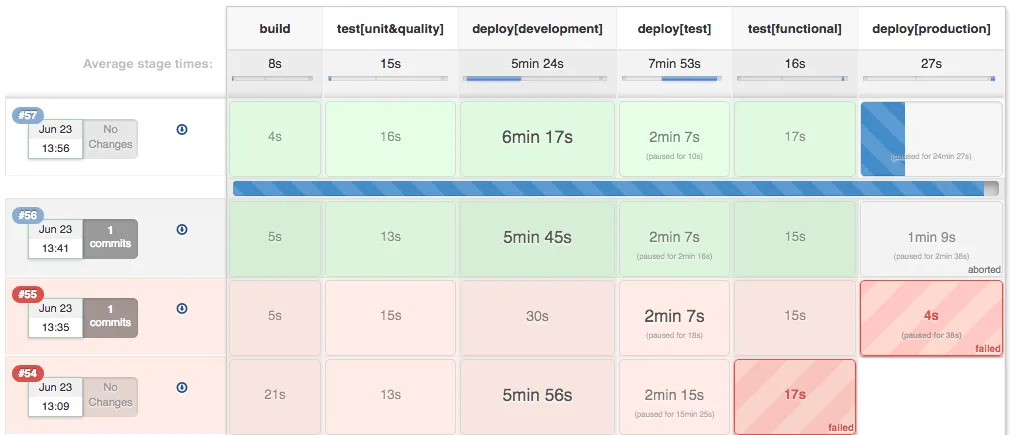 build test[unit&quality] deploy[development] deploy[test] test[functional] deploy[production]
Average stage times: 8s 15s 5min 24s 7min 53s 16s 27s
#57
Jun 23 No
13:56 Changes
4s 16s 6min 17s 2min 7s 17s
(paused for 10s) (paused for 24min 27s)
#56
Jun 23 1
13:41 commits
5s 13s 5min 45s 2min 7s 15s 1min 9s
(paused for 2min 16s) (paused for 2min 38s)
aborted
#55
Jun 23 1
13:35 commits
5s 15s 30s 2min 7s 15s 4s
(paused for 18s) (paused for 38s)
failed
#54
Jun 23 No
13:09 Changes
21s 13s 5min 56s 2min 15s 17s
(paused for 15min 25s)
failed